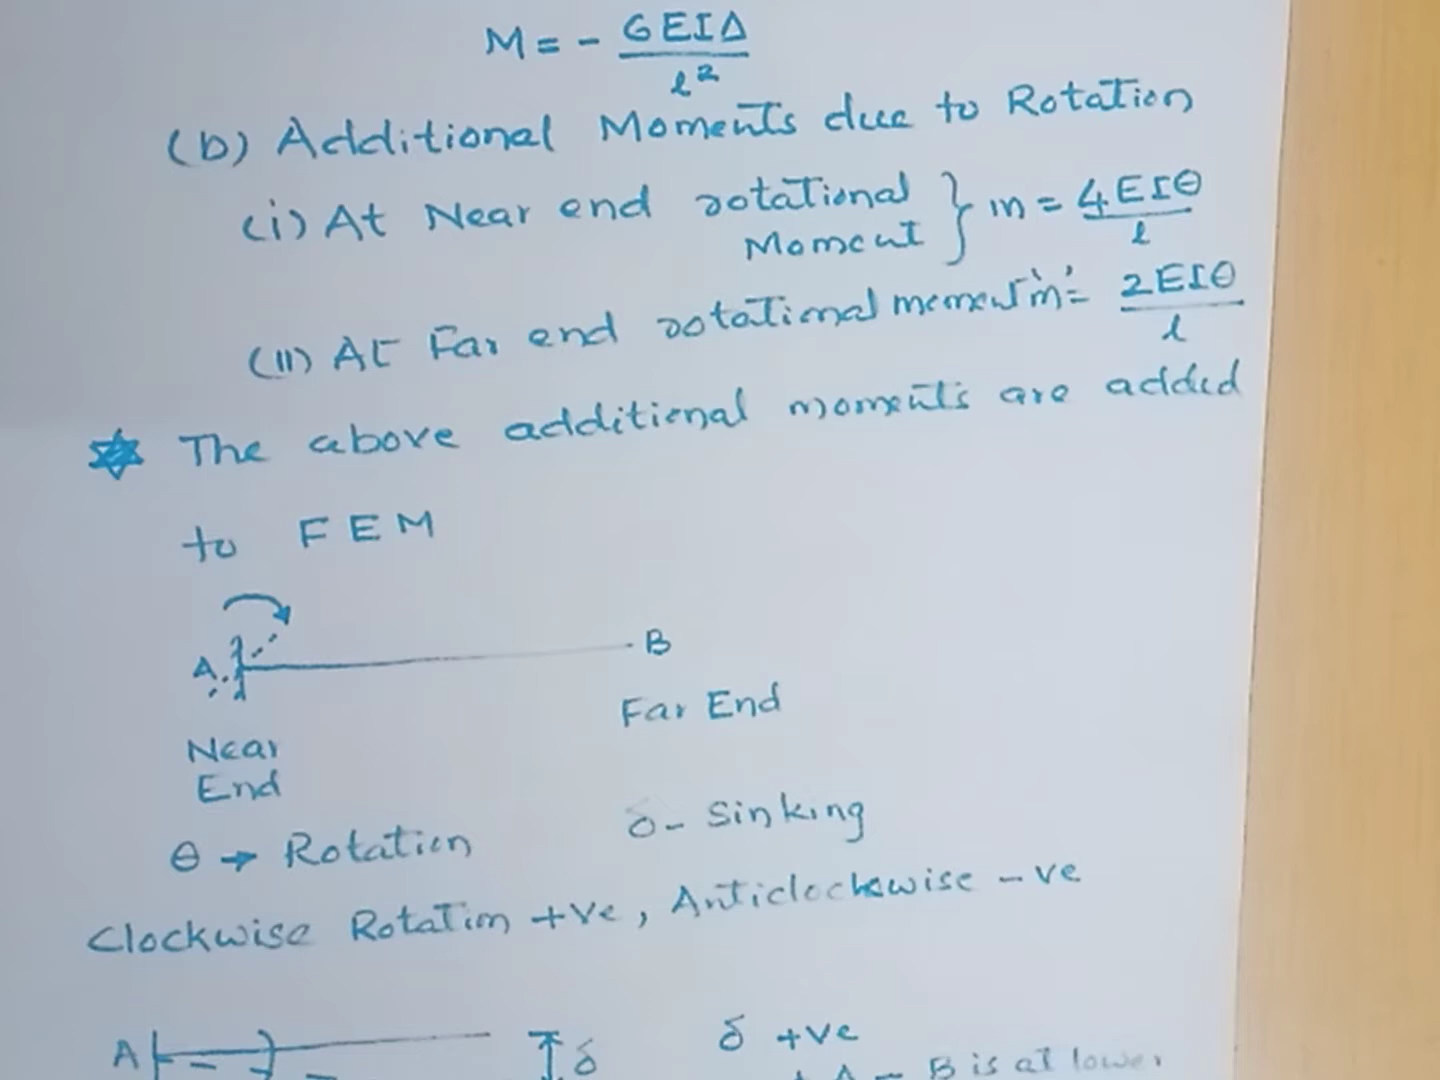 M = - 6EIΔ / l²
(b) Additional Moments due to Rotation
(i) At Near end rotational Moment } m = 4EIθ / l
(II) At Far end rotational moment 'm' = 2EIθ / l
The above additional moments are added
to FEM
A B
Far End
Near
End
θ → Rotation δ - Sinking
Clockwise Rotation +ve, Anticlockwise -ve
A δ δ +ve
B is at lower